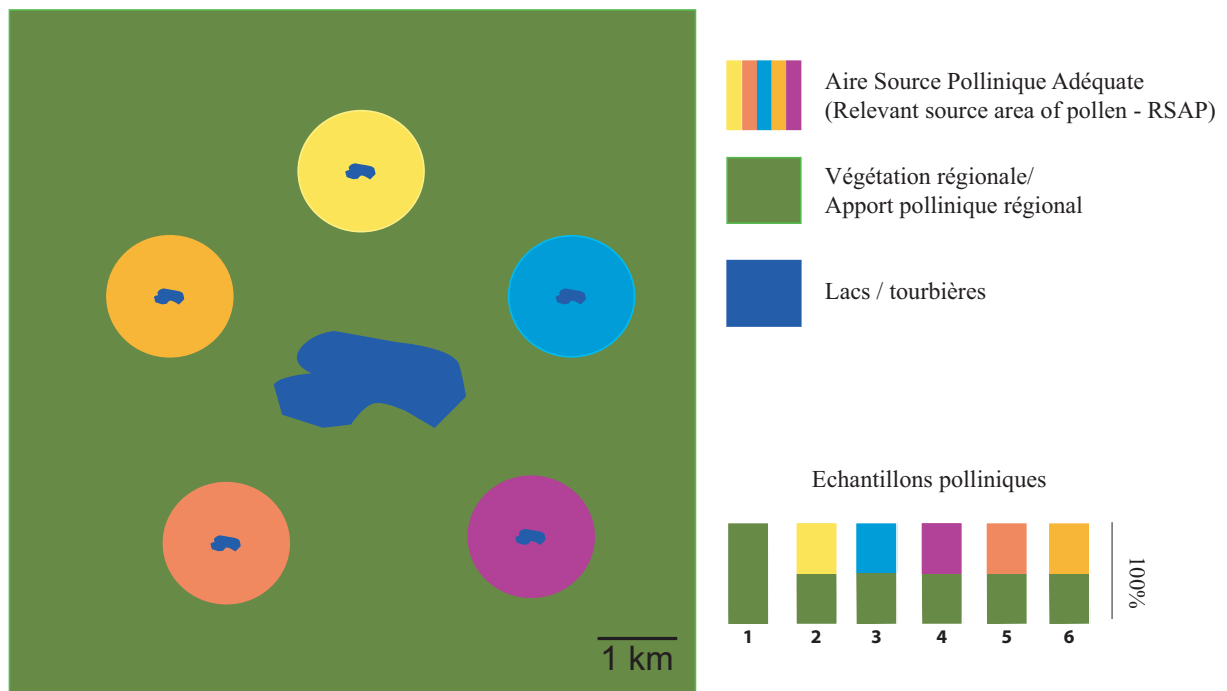 Aire Source Pollinique Adéquate
(Relevant source area of pollen - RSAP)
Végétation régionale/
Apport pollinique régional
Lacs / tourbières
Echantillons polliniques
100%
1 2 3 4 5 6
1 km